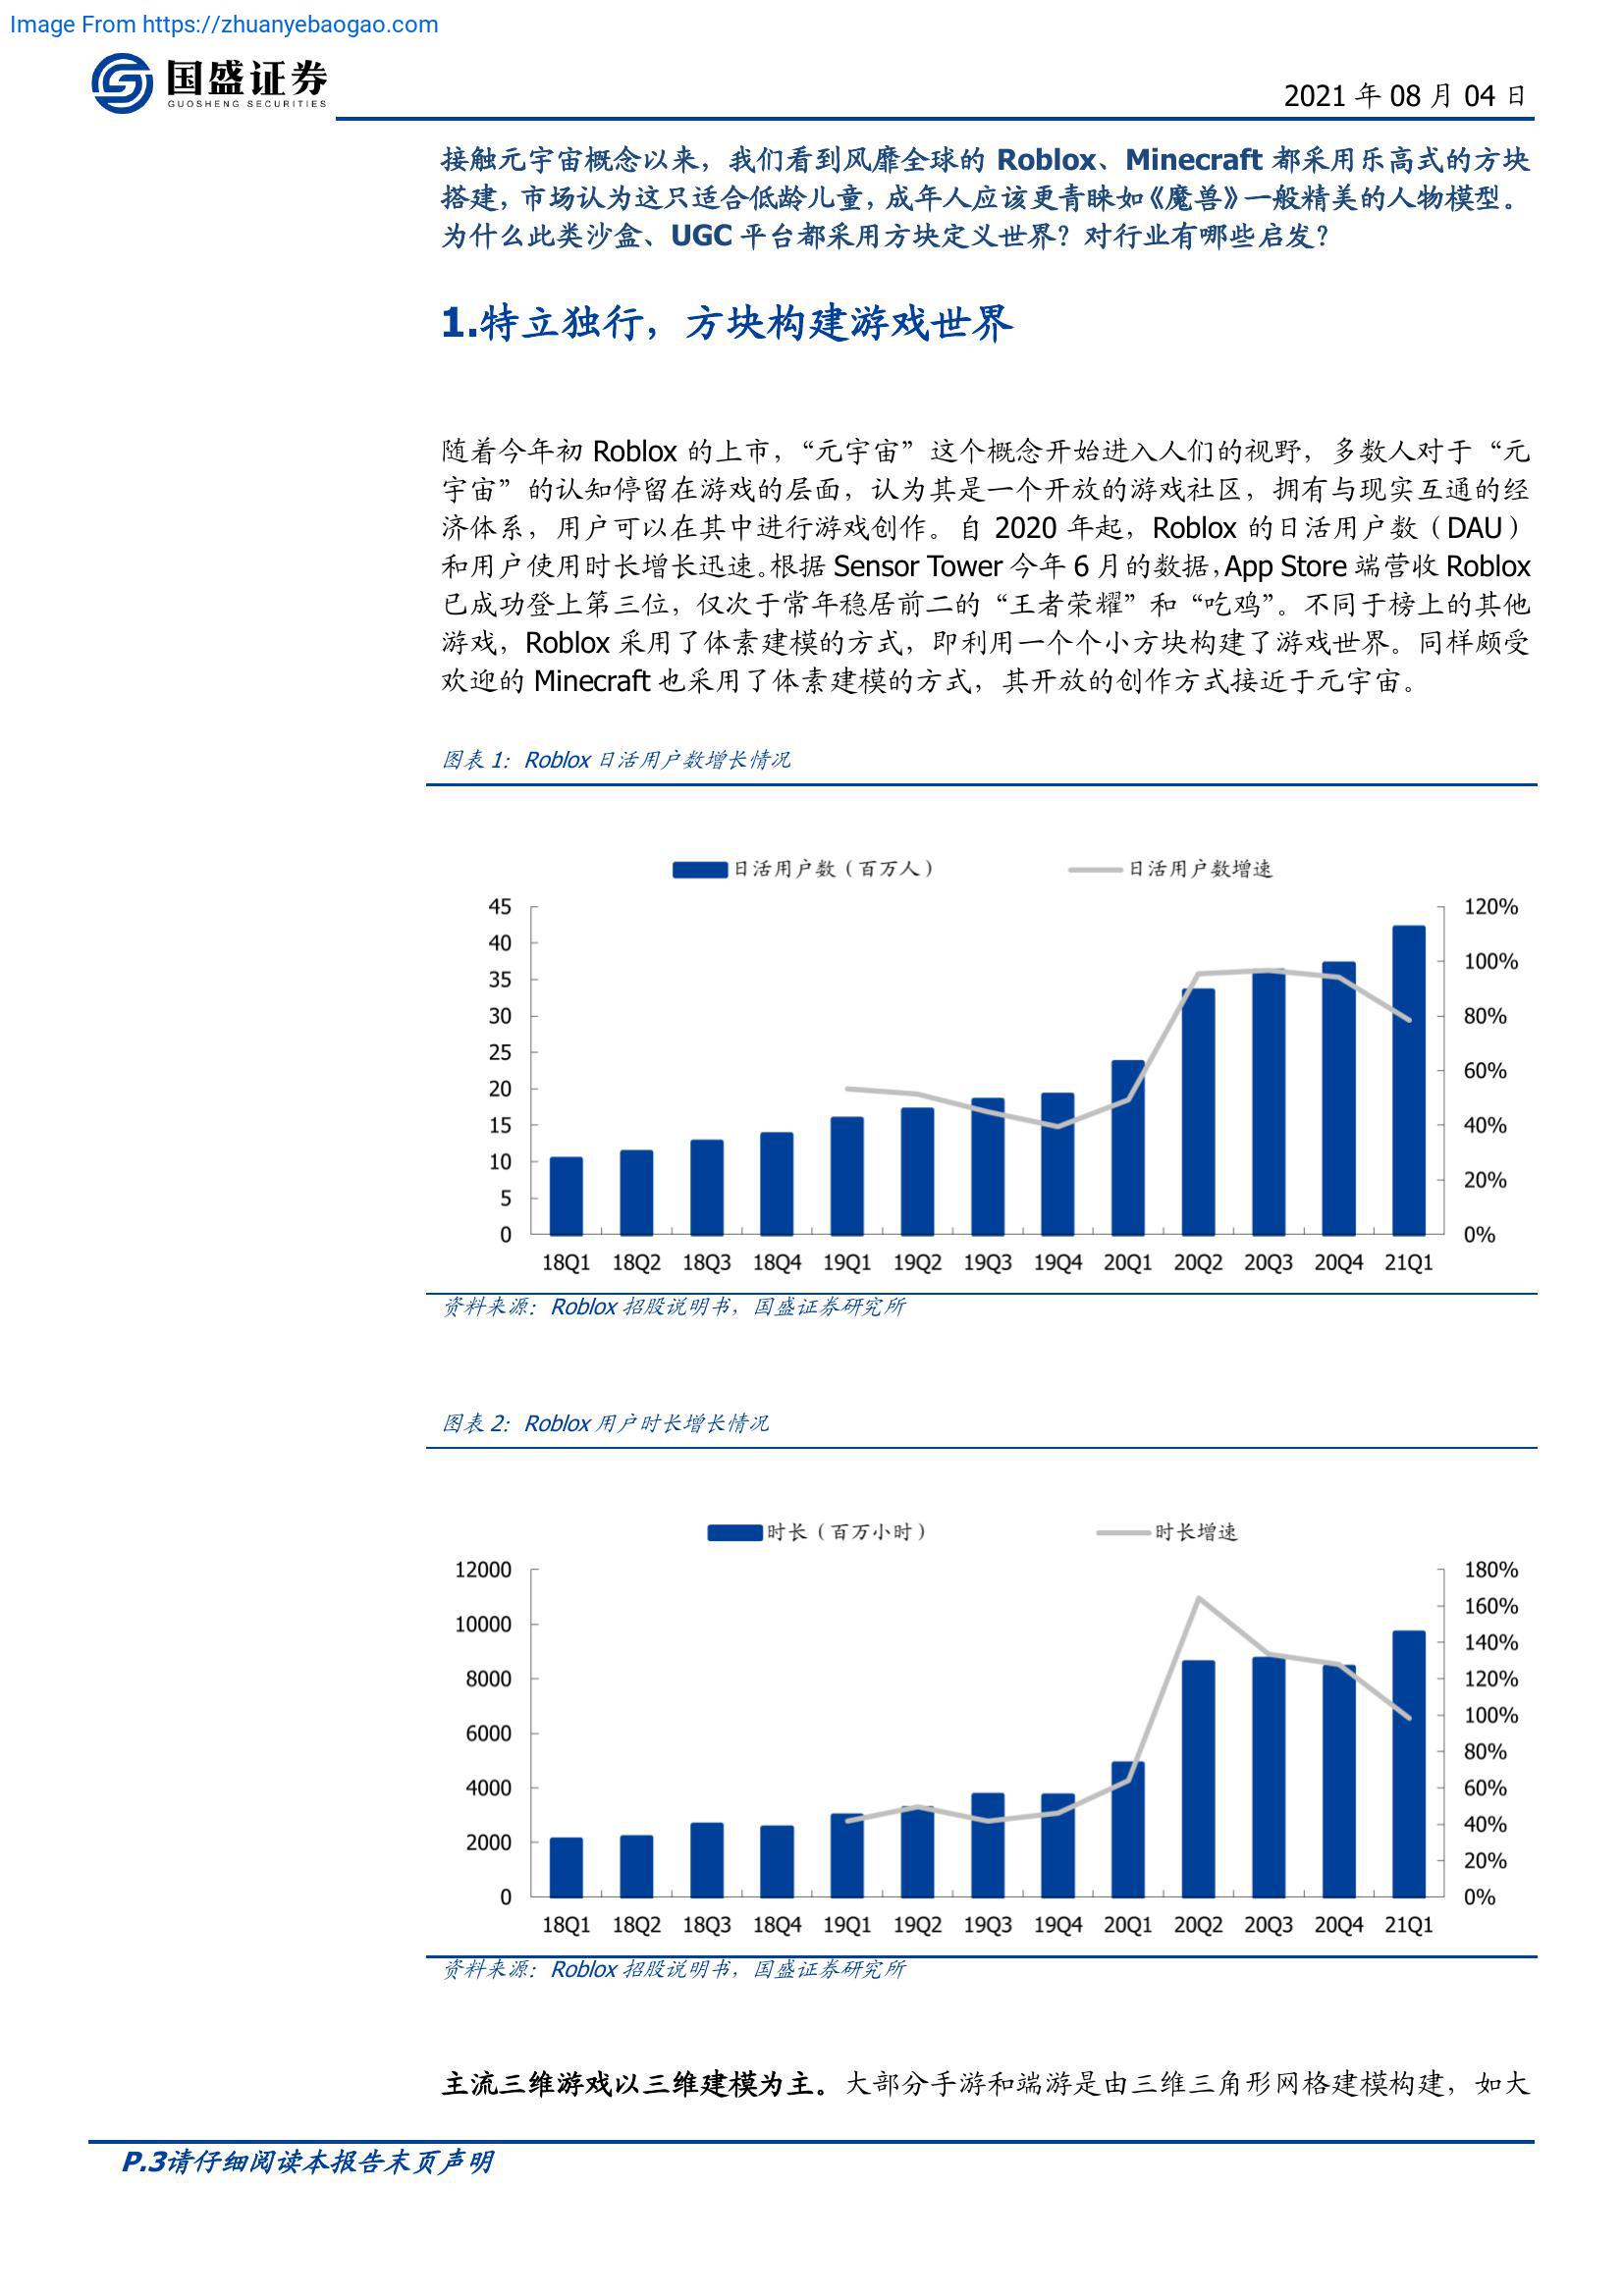 Image From https://zhuanyebaogao.com
国盛证券
GUOSHENG SECURITIES
2021 年 08 月 04 日
接触元宇宙概念以来，我们看到风靡全球的 Roblox、Minecraft 都采用乐高式的方块
搭建，市场认为这只适合低龄儿童，成年人应该更青睐如《魔兽》一般精美的人物模型。
为什么此类沙盒、UGC 平台都采用方块定义世界？对行业有哪些启发？
1.特立独行，方块构建游戏世界
随着今年初 Roblox 的上市，“元宇宙”这个概念开始进入人们的视野，多数人对于“元
宇宙”的认知停留在游戏的层面，认为其是一个开放的游戏社区，拥有与现实互通的经
济体系，用户可以在其中进行游戏创作。自 2020 年起，Roblox 的日活用户数（DAU）
和用户使用时长增长迅速。根据 Sensor Tower 今年 6 月的数据，App Store 端营收 Roblox
已成功登上第三位，仅次于常年稳居前二的“王者荣耀”和“吃鸡”。不同于榜上的其他
游戏，Roblox 采用了体素建模的方式，即利用一个个小方块构建了游戏世界。同样颇受
欢迎的 Minecraft 也采用了体素建模的方式，其开放的创作方式接近于元宇宙。
图表 1：Roblox 日活用户数增长情况
日活用户数（百万人） 日活用户数增速
45 120%
40
35 100%
30 80%
25
20 60%
15 40%
10
5 20%
0 0%
18Q1 18Q2 18Q3 18Q4 19Q1 19Q2 19Q3 19Q4 20Q1 20Q2 20Q3 20Q4 21Q1
资料来源：Roblox 招股说明书，国盛证券研究所
图表 2：Roblox 用户时长增长情况
时长（百万小时） 时长增速
12000 180%
160%
10000 140%
8000 120%
6000 100%
80%
4000 60%
2000 40%
20%
0 0%
18Q1 18Q2 18Q3 18Q4 19Q1 19Q2 19Q3 19Q4 20Q1 20Q2 20Q3 20Q4 21Q1
资料来源：Roblox 招股说明书，国盛证券研究所
主流三维游戏以三维建模为主。大部分手游和端游是由三维三角形网格建模构建，如大
P.3请仔细阅读本报告末页声明